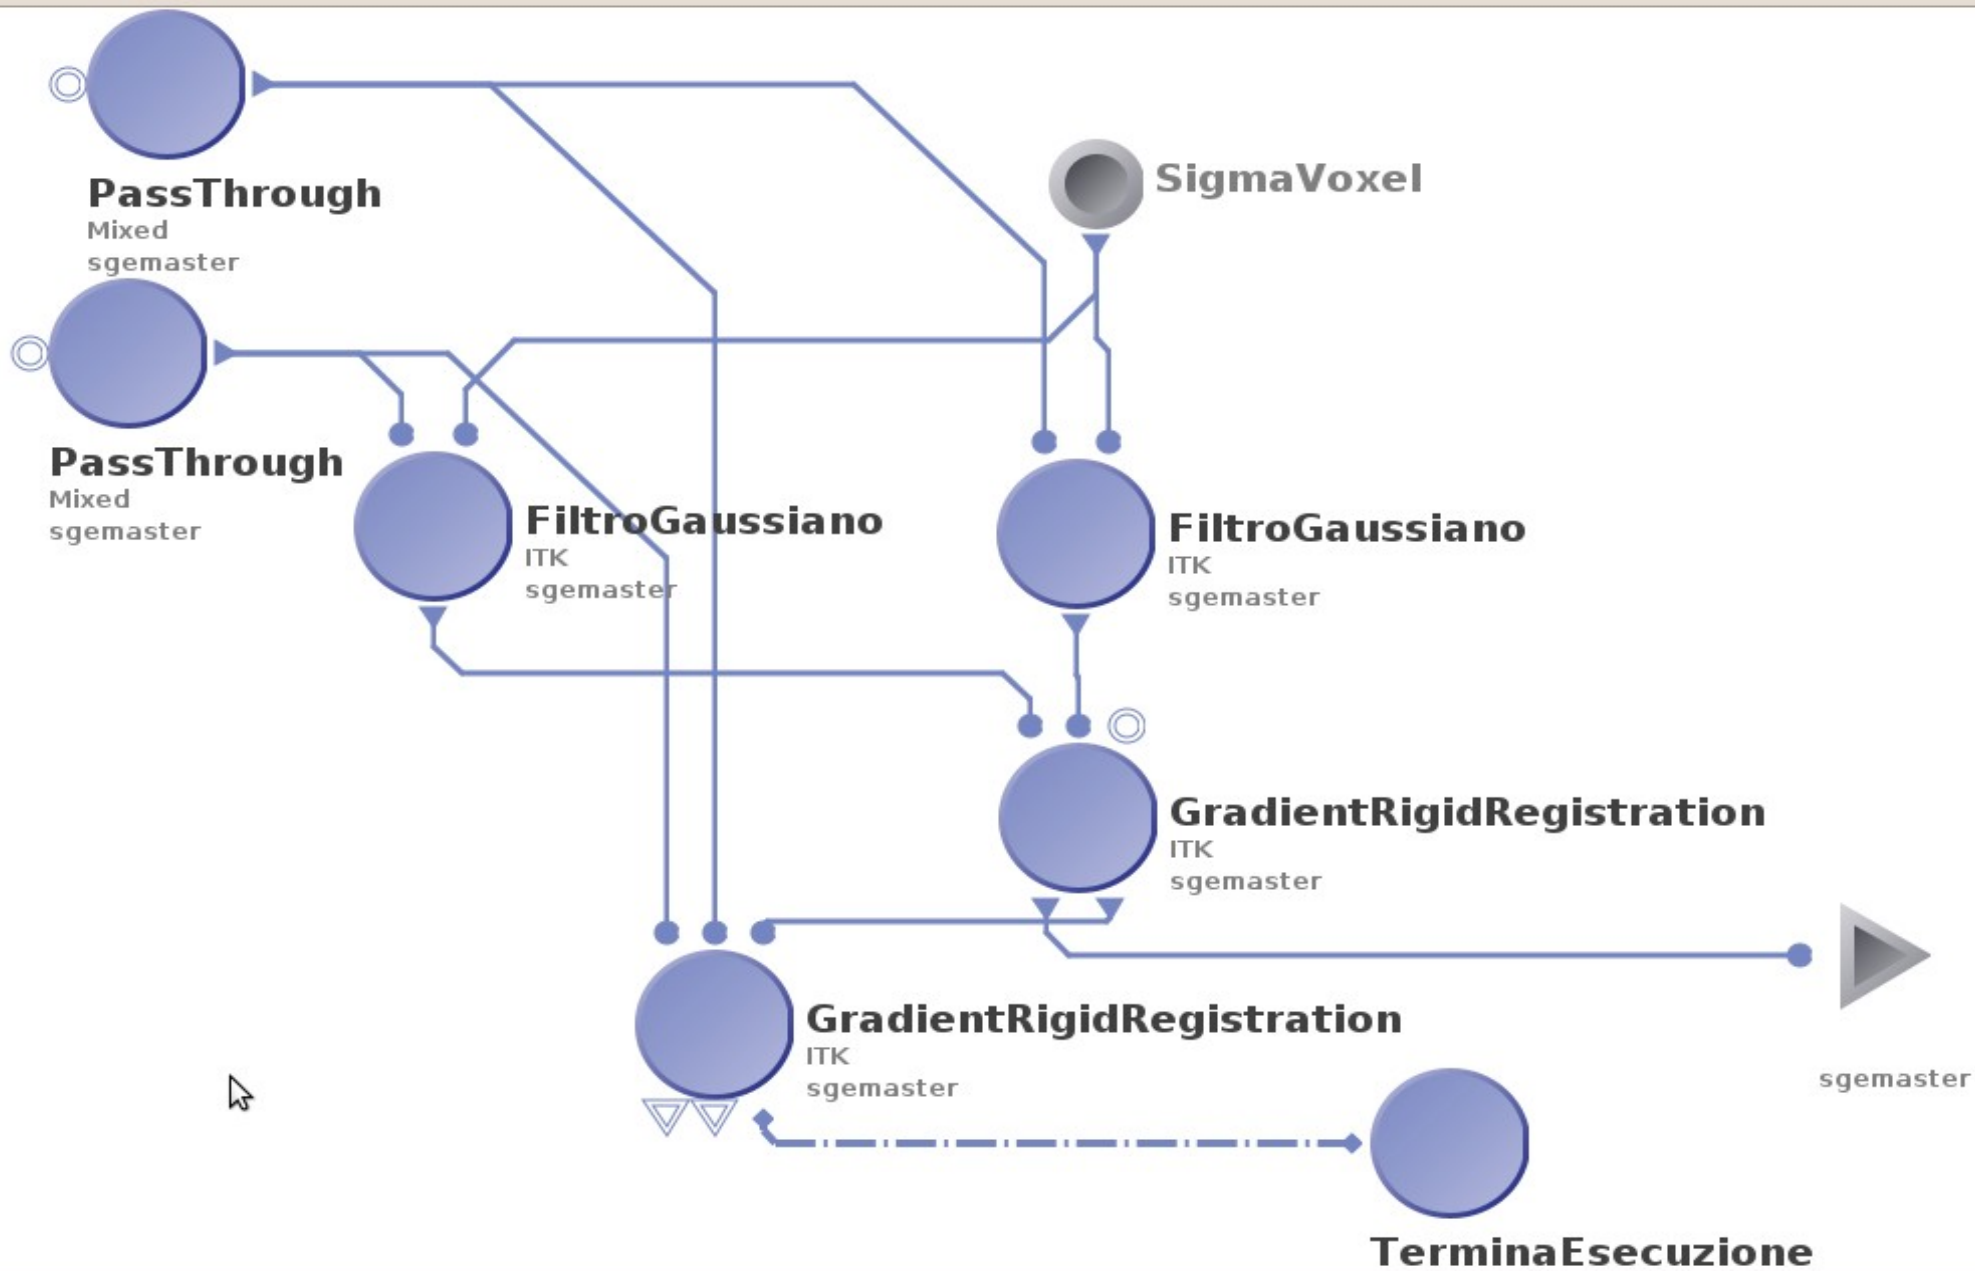 PassThrough
Mixed
sgemaster
SigmaVoxel
PassThrough
Mixed
sgemaster
FiltroGaussiano
ITK
sgemaster
FiltroGaussiano
ITK
sgemaster
GradientRigidRegistration
ITK
sgemaster
GradientRigidRegistration
ITK
sgemaster
sgemaster
TerminaEsecuzione